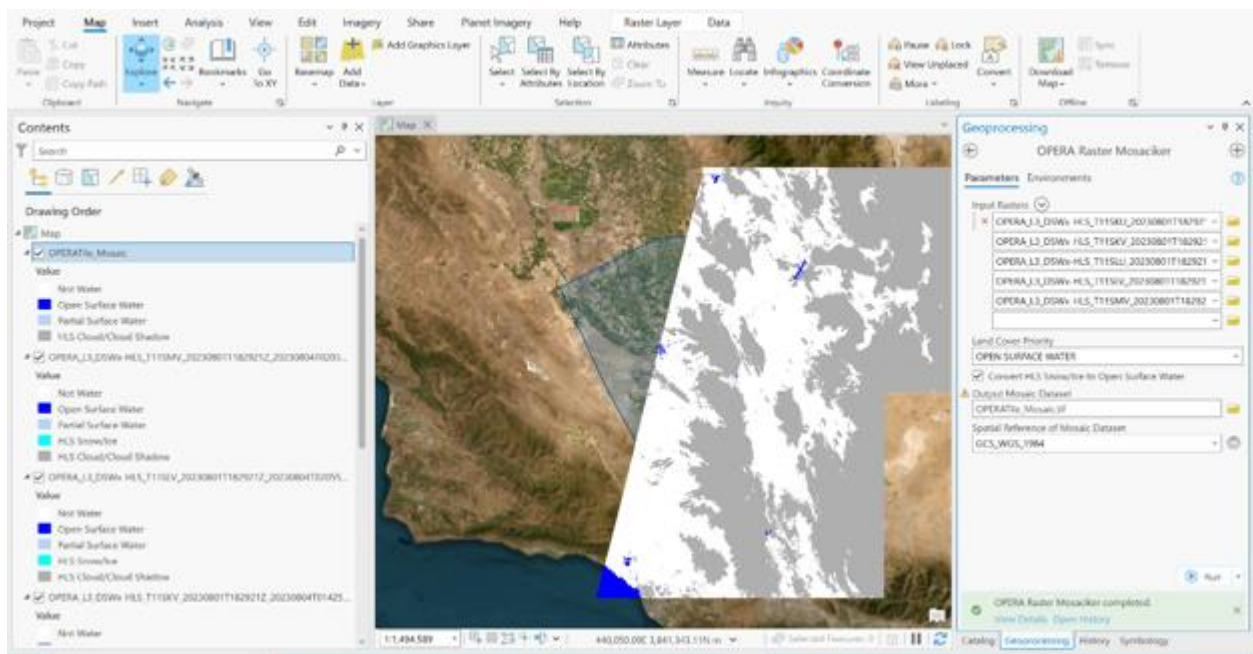 Project Map Insert Analysis View Edit Imagery Share Planet Imagery Help Raster Layer Data
Paste
Cut
Copy
Copy Path
Clipboard
Explore
Bookmarks
Go To XY
Navigate
Basemap
Add Data
Add Graphics Layer
Layer
Select
Select By Attributes
Select By Location
Attributes
Clear
Zoom To
Selection
Measure
Locate
Infographics
Coordinate Conversion
Inquiry
Pause
Lock
View Unplaced
More
Convert
Labeling
Download Map
Sync
Remove
Offline
Contents
Search
Drawing Order
Map
OPERATile_Mosaic
Value
Not Water
Open Surface Water
Partial Surface Water
HLS Cloud/Cloud Shadow
Value
Not Water
Open Surface Water
Partial Surface Water
HLS Snow/Ice
HLS Cloud/Cloud Shadow
Value
Not Water
Open Surface Water
Partial Surface Water
HLS Snow/Ice
HLS Cloud/Cloud Shadow
Value
Not Water
Map
1:1,494,589
Selected Features: 0
Geoprocessing
OPERA Raster Mosaicker
Parameters Environments
Input Rasters
Land Cover Priority
OPEN SURFACE WATER
Convert HLS Snow/Ice to Open Surface Water
Output Mosaic Dataset
OPERATile_Mosaic.tif
Spatial Reference of Mosaic Dataset
GCS_WGS_1984
Run
OPERA Raster Mosaicker completed.
View Details Open History
Catalog Geoprocessing History Symbology